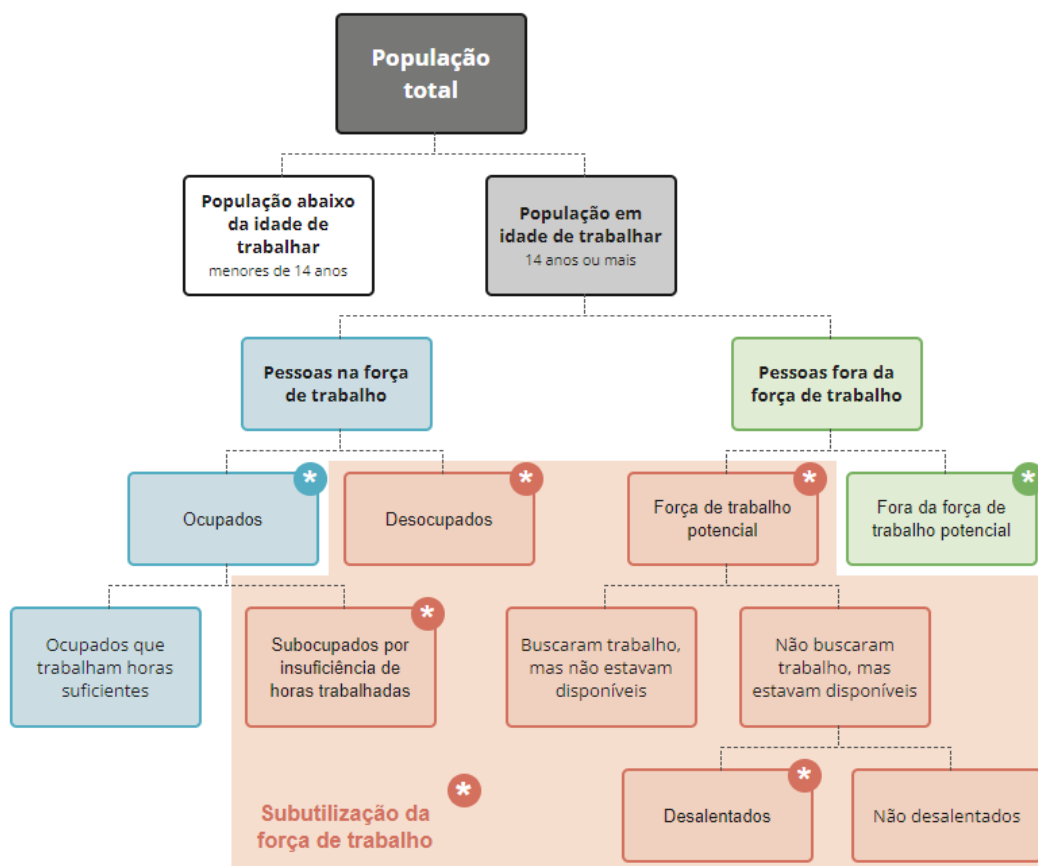 População
total
População abaixo
da idade de
trabalhar
menores de 14 anos
População em
idade de trabalhar
14 anos ou mais
Pessoas na força
de trabalho
Pessoas fora da
força de trabalho
*
Ocupados
*
Desocupados
*
Força de trabalho
potencial
*
Fora da força de
trabalho potencial
Ocupados que
trabalham horas
suficientes
*
Subocupados por
insuficiência de
horas trabalhadas
Buscaram trabalho,
mas não estavam
disponíveis
Não buscaram
trabalho, mas
estavam disponíveis
*
Desalentados
Não desalentados
*
Subutilização da
força de trabalho